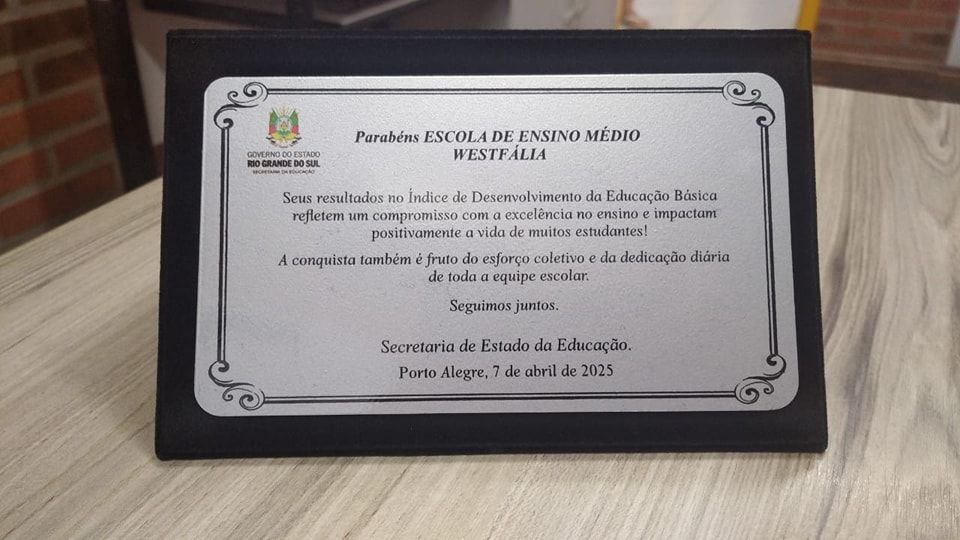 GOVERNO DO ESTADO
RIO GRANDE DO SUL
SECRETARIA DA EDUCAÇÃO
Parabéns ESCOLA DE ENSINO MÉDIO
WESTFÁLIA
Seus resultados no Índice de Desenvolvimento da Educação Básica
refletem um compromisso com a excelência no ensino e impactam
positivamente a vida de muitos estudantes!
A conquista também é fruto do esforço coletivo e da dedicação diária
de toda a equipe escolar.
Seguimos juntos.
Secretaria de Estado da Educação.
Porto Alegre, 7 de abril de 2025